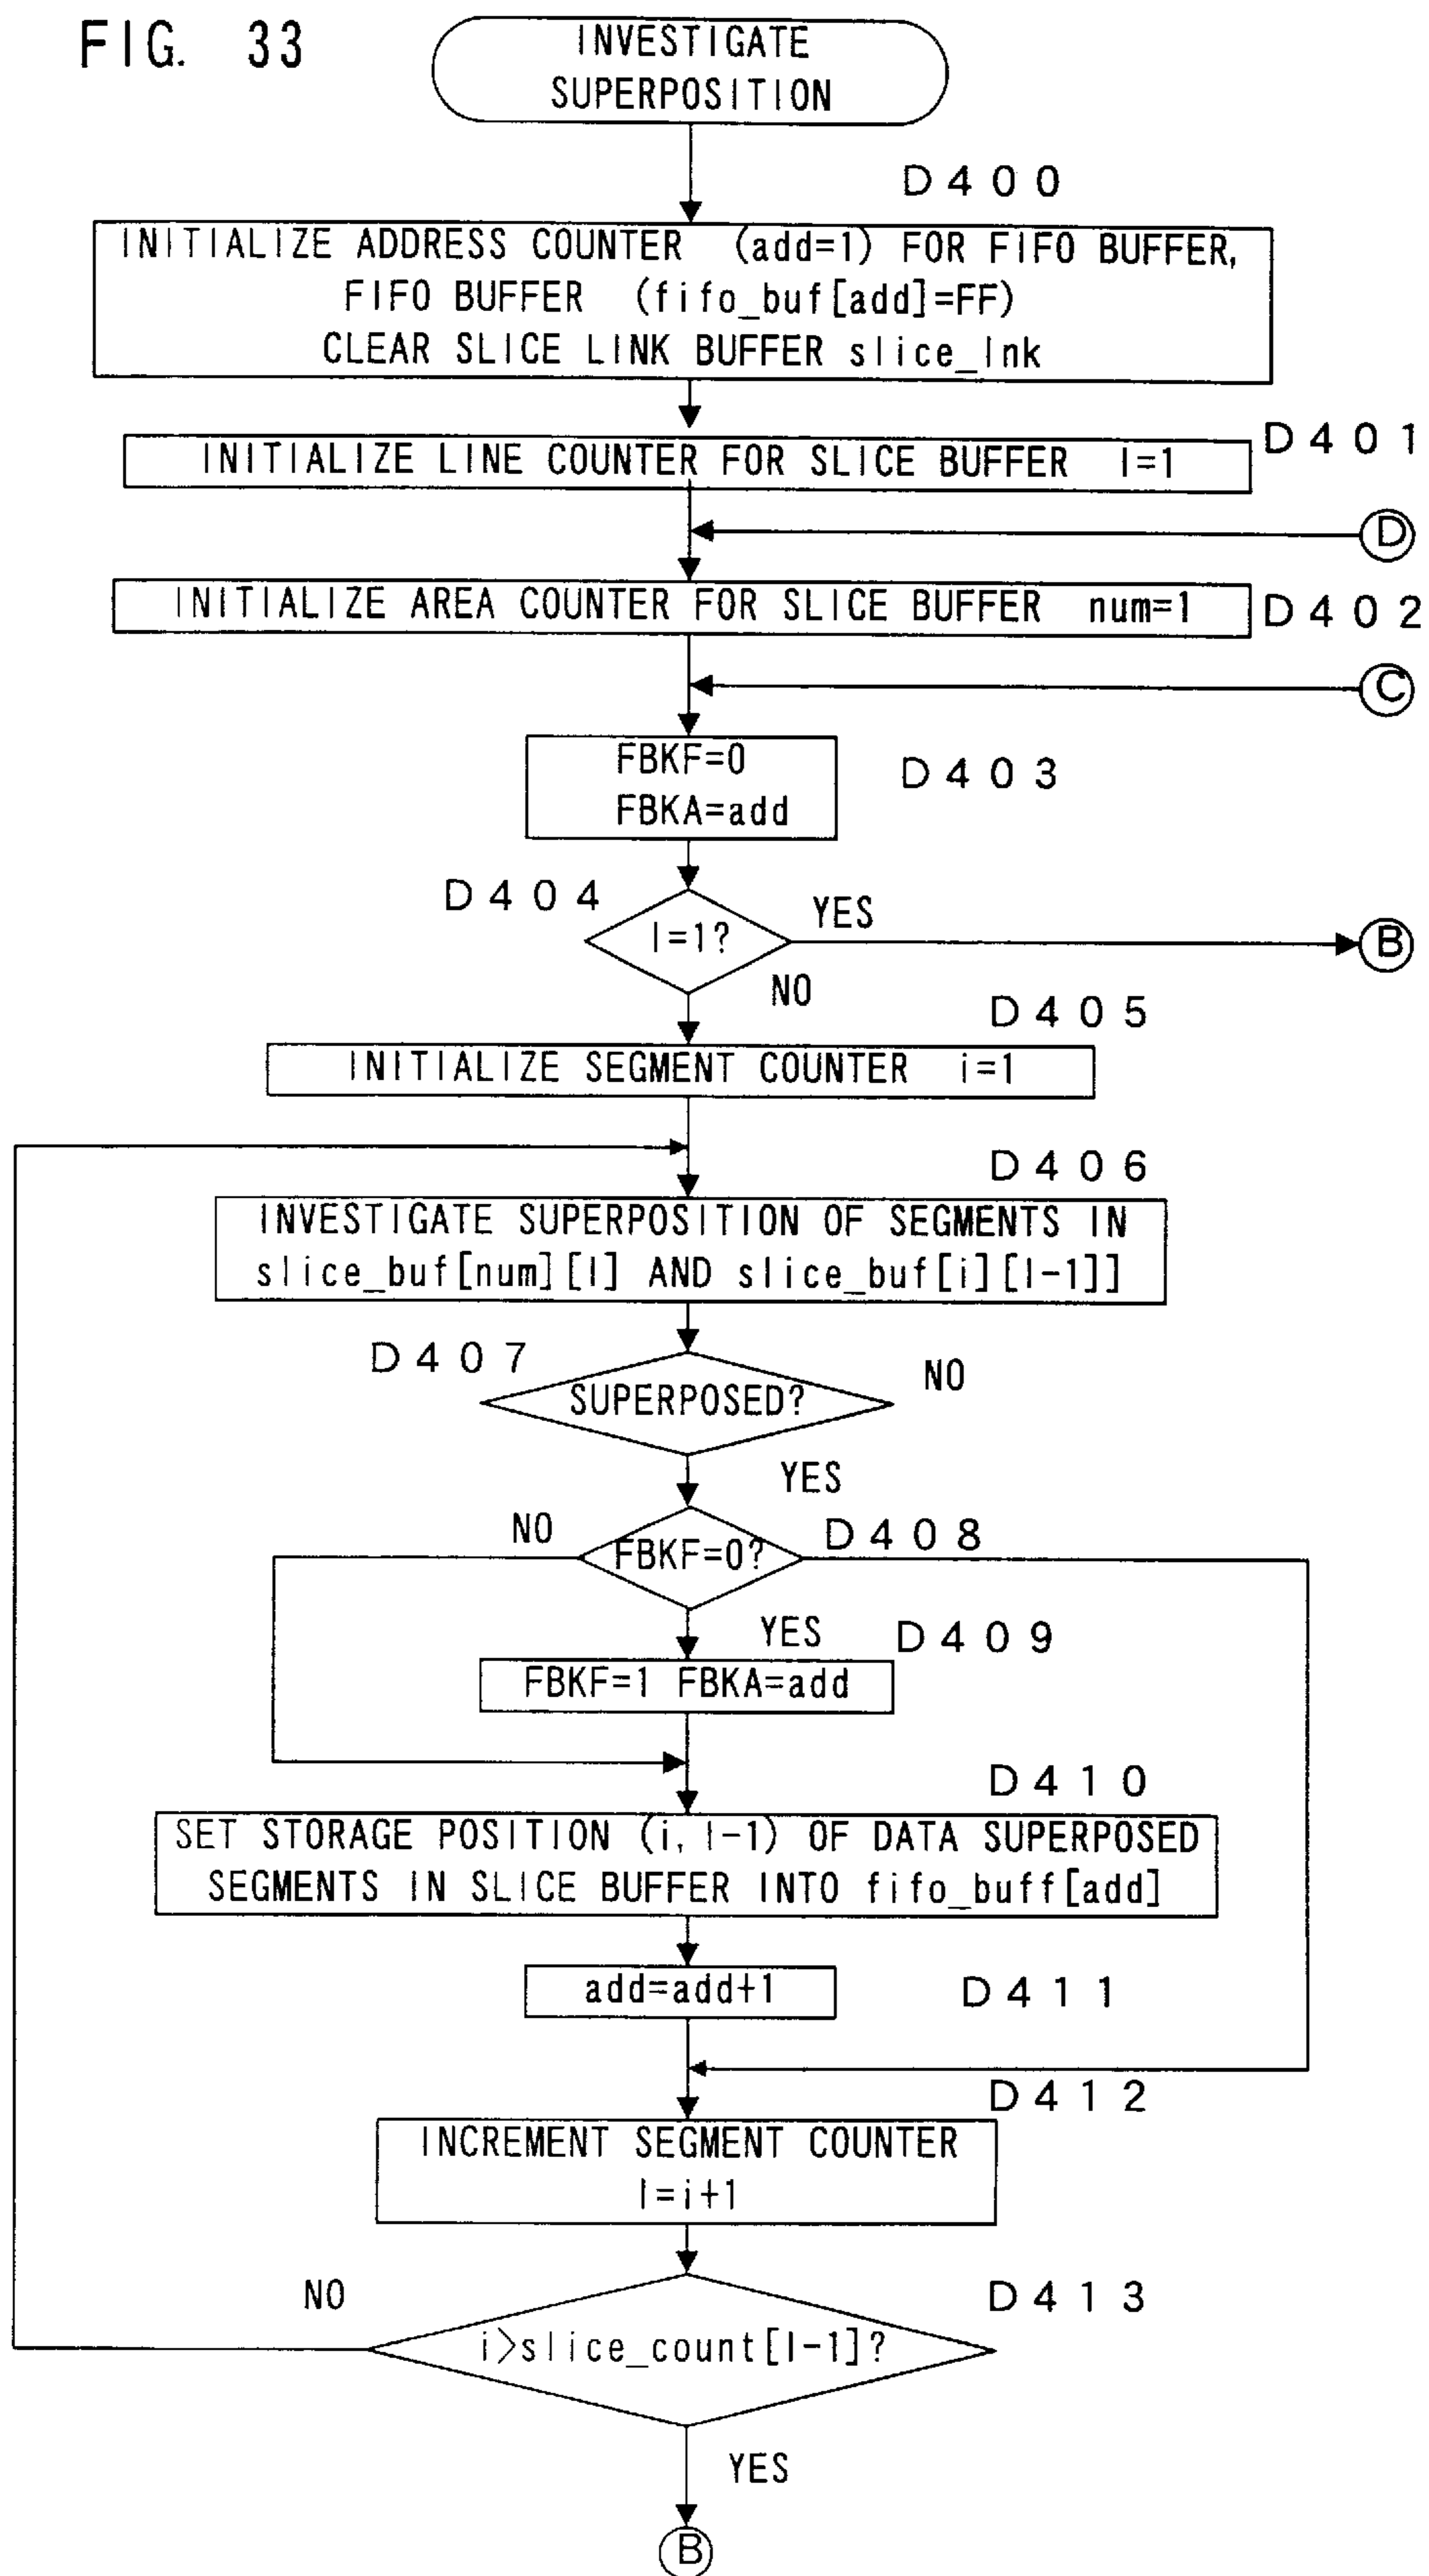 FIG. 33
INVESTIGATE
SUPERPOSITION
D400
INITIALIZE ADDRESS COUNTER (add=1) FOR FIFO BUFFER,
FIFO BUFFER (fifo_buf[add]=FF)
CLEAR SLICE LINK BUFFER slice_lnk
INITIALIZE LINE COUNTER FOR SLICE BUFFER l=1
D401
D
INITIALIZE AREA COUNTER FOR SLICE BUFFER num=1
D402
C
FBKF=0
FBKA=add
D403
D404
l=1?
YES
B
NO
D405
INITIALIZE SEGMENT COUNTER i=1
D406
INVESTIGATE SUPERPOSITION OF SEGMENTS IN
slice_buf[num][l] AND slice_buf[i][l-1]]
D407
NO
SUPERPOSED?
YES
NO
D408
FBKF=0?
YES
D409
FBKF=1 FBKA=add
D410
SET STORAGE POSITION (i, l-1) OF DATA SUPERPOSED
SEGMENTS IN SLICE BUFFER INTO fifo_buff[add]
add=add+1
D411
D412
INCREMENT SEGMENT COUNTER
l=i+1
NO
D413
i>slice_count[l-1]?
YES
B